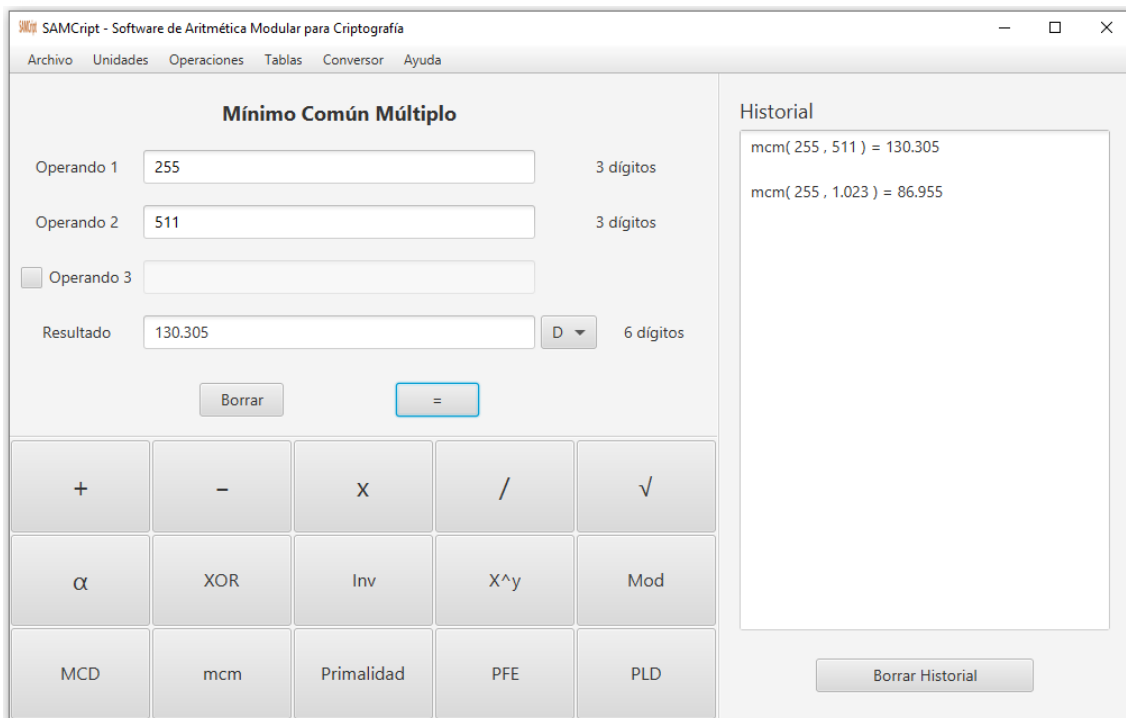 SAMCript - Software de Aritmética Modular para Criptografía
Archivo Unidades Operaciones Tablas Conversor Ayuda
Mínimo Común Múltiplo
Operando 1 255 3 dígitos
Operando 2 511 3 dígitos
Operando 3
Resultado 130.305 D 6 dígitos
Borrar =
+ − x / √
α XOR Inv X^y Mod
MCD mcm Primalidad PFE PLD
Historial
mcm( 255 , 511 ) = 130.305
mcm( 255 , 1.023 ) = 86.955
Borrar Historial